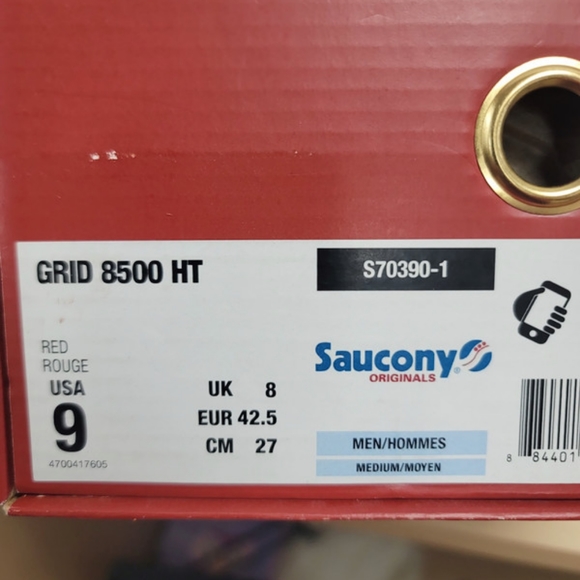 GRID 8500 HT
S70390-1
RED
ROUGE
USA
9
4700417605
UK 8
EUR 42.5
CM 27
Saucony®
ORIGINALS
MEN/HOMMES
MEDIUM/MOYEN
8 84401